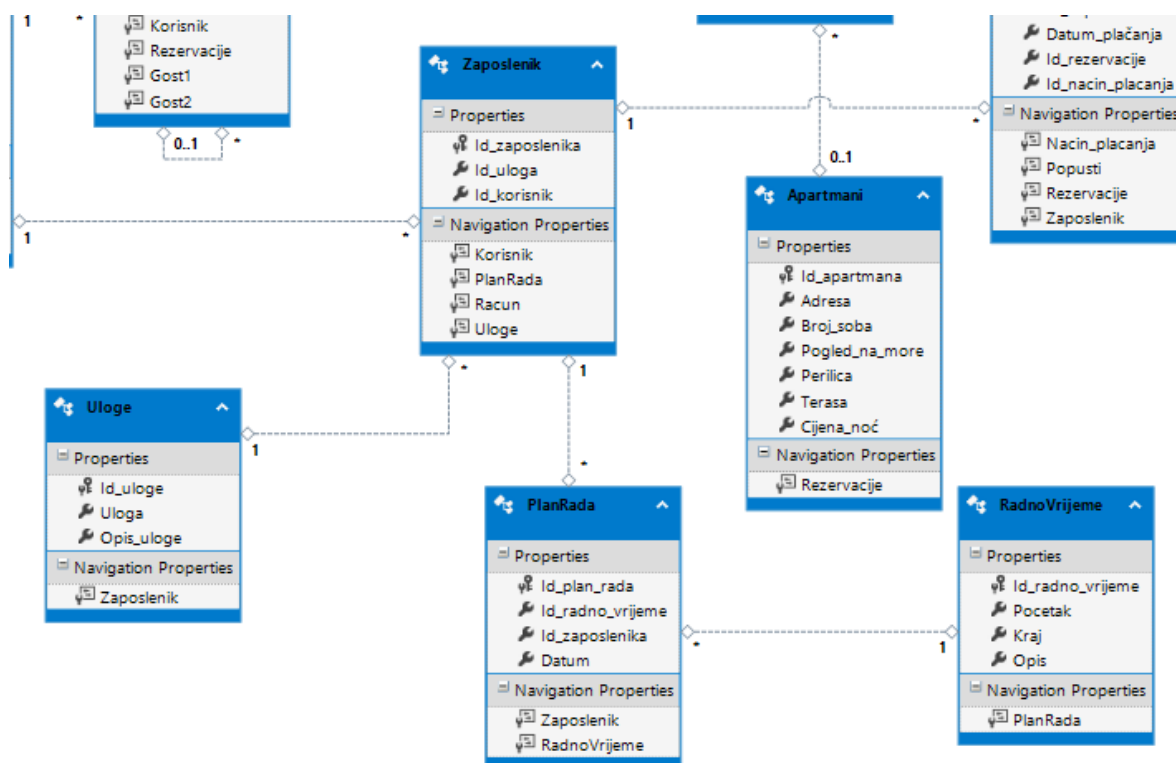 1
*
Korisnik
Rezervacije
Gost1
Gost2
0..1
*
1
*
Zaposlenik
Properties
Id_zaposlenika
Id_uloga
Id_korisnik
Navigation Properties
Korisnik
PlanRada
Racun
Uloge
*
1
*
0..1
1
*
Datum_plačanja
Id_rezervacije
Id_nacin_placanja
Navigation Properties
Nacin_placanja
Popusti
Rezervacije
Zaposlenik
Apartmani
Properties
Id_apartmana
Adresa
Broj_soba
Pogled_na_more
Perilica
Terasa
Cijena_noć
Navigation Properties
Rezervacije
Uloge
Properties
Id_uloge
Uloga
Opis_uloge
Navigation Properties
Zaposlenik
1
*
PlanRada
Properties
Id_plan_rada
Id_radno_vrijeme
Id_zaposlenika
Datum
Navigation Properties
Zaposlenik
RadnoVrijeme
*
1
RadnoVrijeme
Properties
Id_radno_vrijeme
Pocetak
Kraj
Opis
Navigation Properties
PlanRada